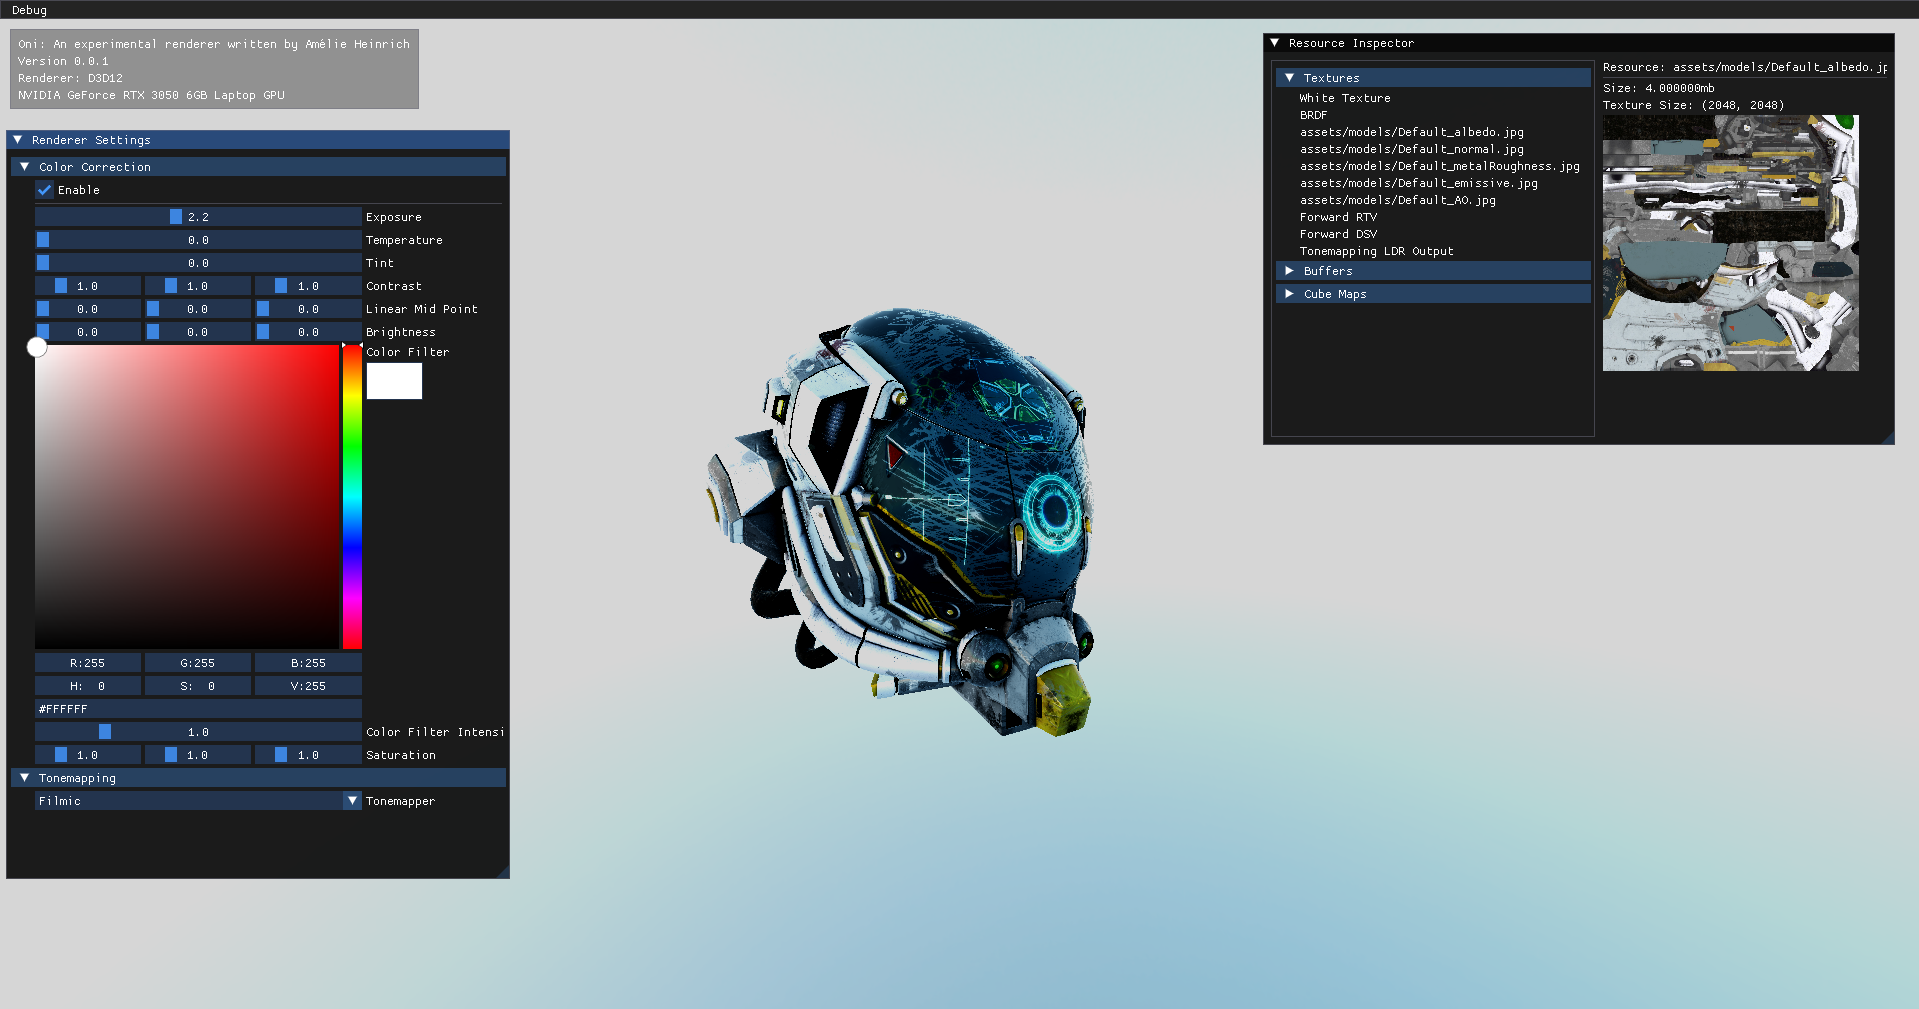 Debug
Oni: An experimental renderer written by Amélie Heinrich
Version 0.0.1
Renderer: D3D12
NVIDIA GeForce RTX 3050 6GB Laptop GPU
Renderer Settings
Color Correction
Enable
2.2 Exposure
0.0 Temperature
0.0 Tint
1.0 1.0 1.0 Contrast
0.0 0.0 0.0 Linear Mid Point
0.0 0.0 0.0 Brightness
Color Filter
R:255 G:255 B:255
H: 0 S: 0 V:255
#FFFFFF
1.0 Color Filter Intensi
1.0 1.0 1.0 Saturation
Tonemapping
Filmic Tonemapper
Resource Inspector
Textures
White Texture
BRDF
assets/models/Default_albedo.jpg
assets/models/Default_normal.jpg
assets/models/Default_metalRoughness.jpg
assets/models/Default_emissive.jpg
assets/models/Default_AO.jpg
Forward RTV
Forward DSV
Tonemapping LDR Output
Buffers
Cube Maps
Resource: assets/models/Default_albedo.jp
Size: 4.000000mb
Texture Size: (2048, 2048)